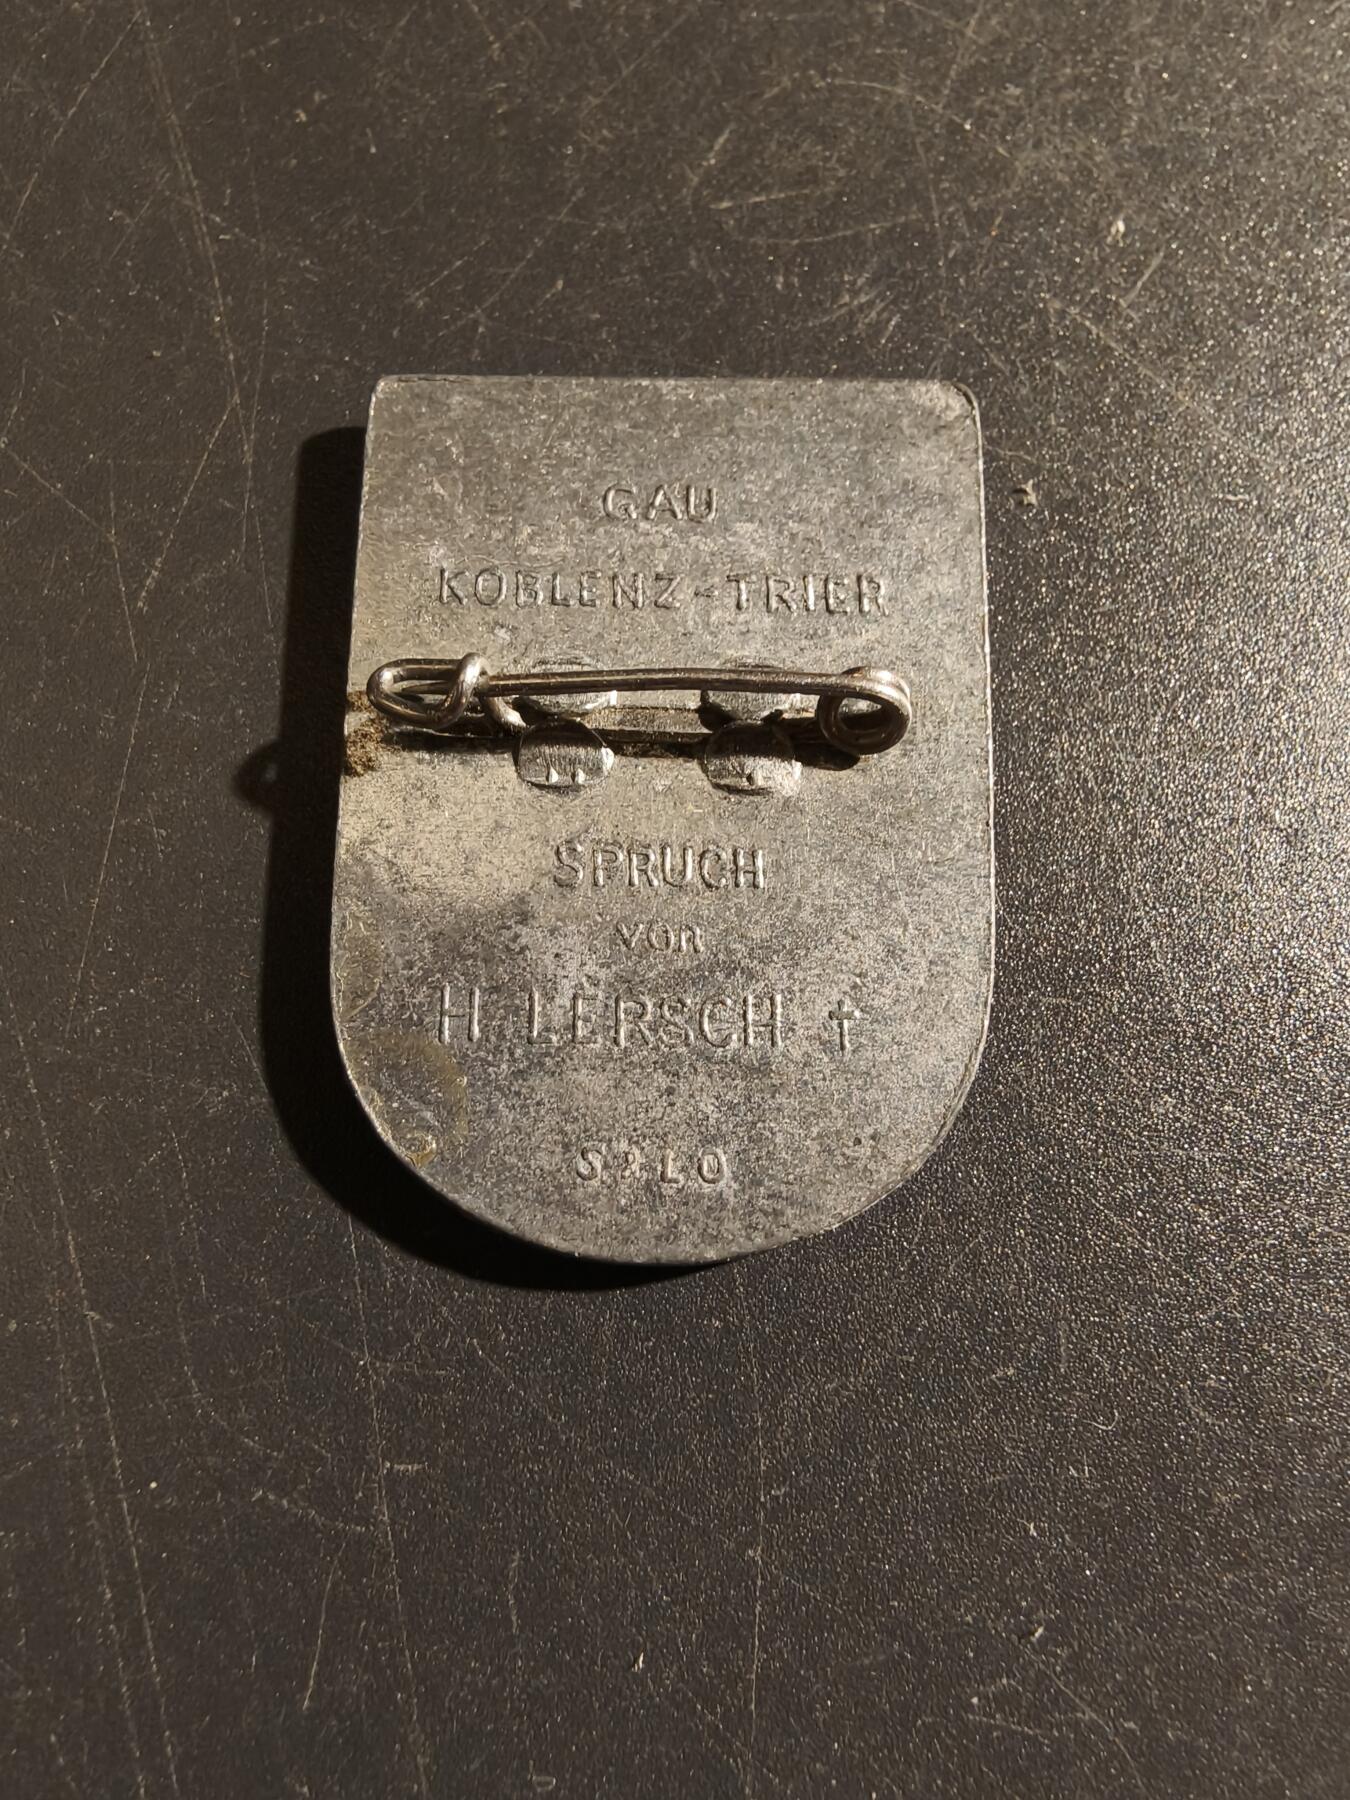 GAU
KOBLENZ-TRIER
SPRUCH
VON
H LERSCH †